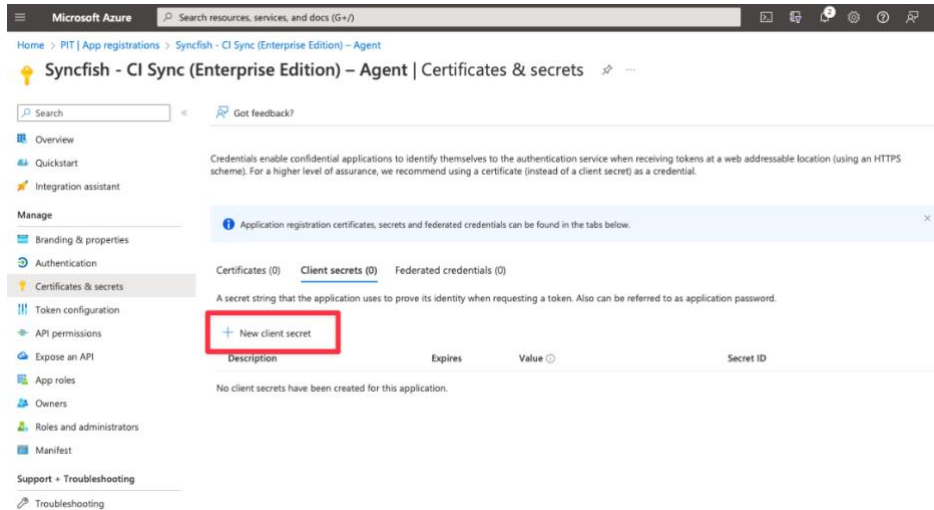 Microsoft Azure
Search resources, services, and docs (G+/)
2
Home > PIT | App registrations > Syncfish - CI Sync (Enterprise Edition) – Agent
Syncfish - CI Sync (Enterprise Edition) – Agent | Certificates & secrets
Search
Got feedback?
Overview
Quickstart
Integration assistant
Manage
Branding & properties
Authentication
Certificates & secrets
Token configuration
API permissions
Expose an API
App roles
Owners
Roles and administrators
Manifest
Support + Troubleshooting
Troubleshooting
Credentials enable confidential applications to identify themselves to the authentication service when receiving tokens at a web addressable location (using an HTTPS
scheme). For a higher level of assurance, we recommend using a certificate (instead of a client secret) as a credential.
Application registration certificates, secrets and federated credentials can be found in the tabs below.
Certificates (0) Client secrets (0) Federated credentials (0)
A secret string that the application uses to prove its identity when requesting a token. Also can be referred to as application password.
New client secret
Description Expires Value Secret ID
No client secrets have been created for this application.